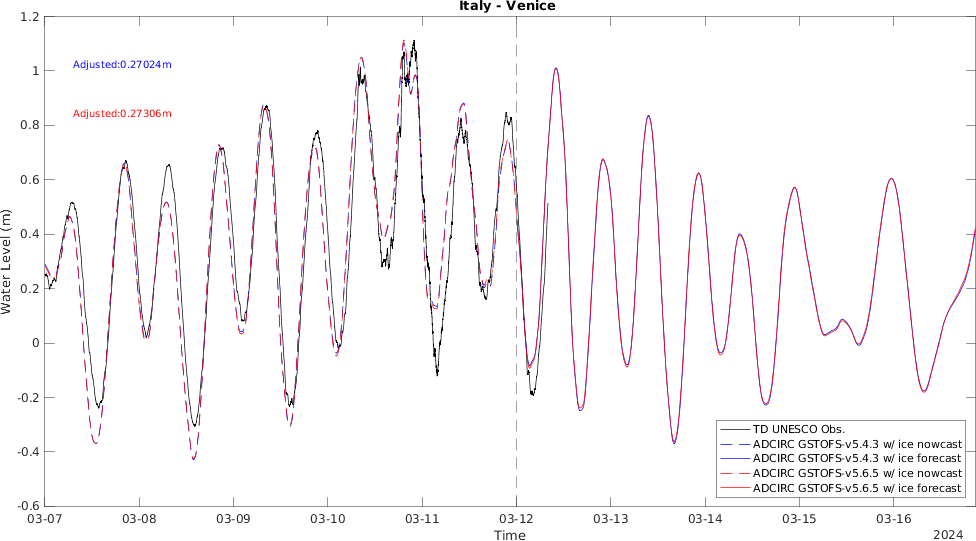 Italy - Venice
1.2
1
0.8
0.6
0.4
0.2
0
-0.2
-0.4
-0.6
Water Level (m)
Adjusted:0.27024m
Adjusted:0.27306m
TD UNESCO Obs.
ADCIRC GSTOFS-v5.4.3 w/ ice nowcast
ADCIRC GSTOFS-v5.4.3 w/ ice forecast
ADCIRC GSTOFS-v5.6.5 w/ ice nowcast
ADCIRC GSTOFS-v5.6.5 w/ ice forecast
03-07 03-08 03-09 03-10 03-11 03-12 03-13 03-14 03-15 03-16
Time
2024